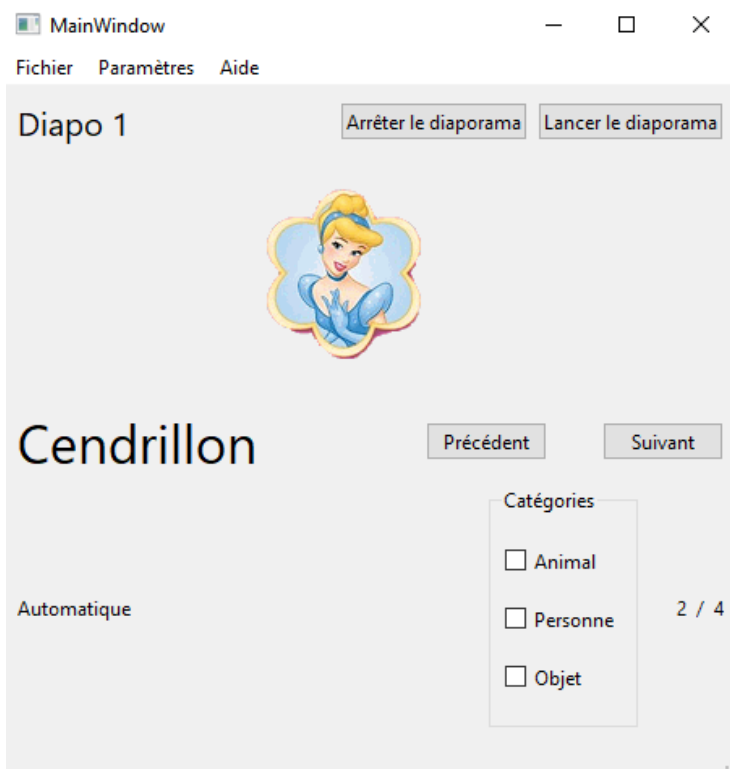 MainWindow
Fichier Paramètres Aide
Diapo 1 Arrêter le diaporama Lancer le diaporama
Cendrillon Précédent Suivant
Catégories
Animal
Automatique Personne 2 / 4
Objet